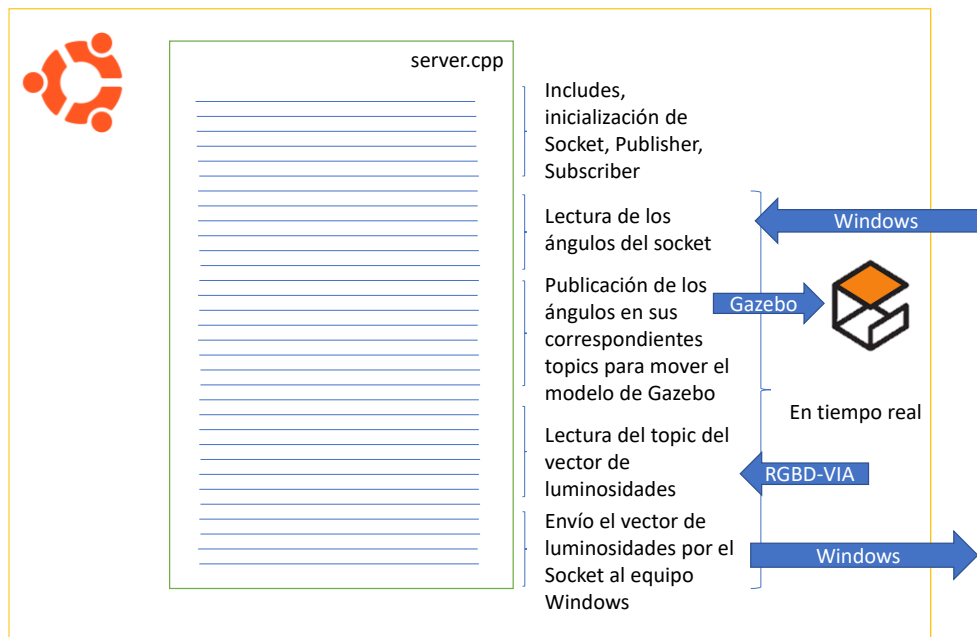 server.cpp
Includes,
inicialización de
Socket, Publisher,
Subscriber
Lectura de los
ángulos del socket
Windows
Publicación de los
ángulos en sus
correspondientes
topics para mover el
modelo de Gazebo
Gazebo
En tiempo real
Lectura del topic del
vector de
luminosidades
RGBD-VIA
Envío el vector de
luminosidades por el
Socket al equipo
Windows
Windows